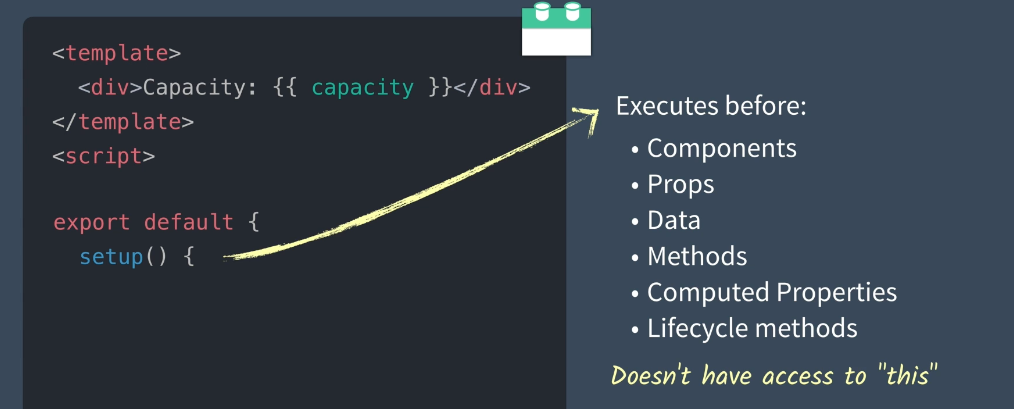 <template>
  <div>Capacity: {{ capacity }}</div>
</template>
<script>
export default {
  setup() {
Executes before:
• Components
• Props
• Data
• Methods
• Computed Properties
• Lifecycle methods
Doesn't have access to "this"